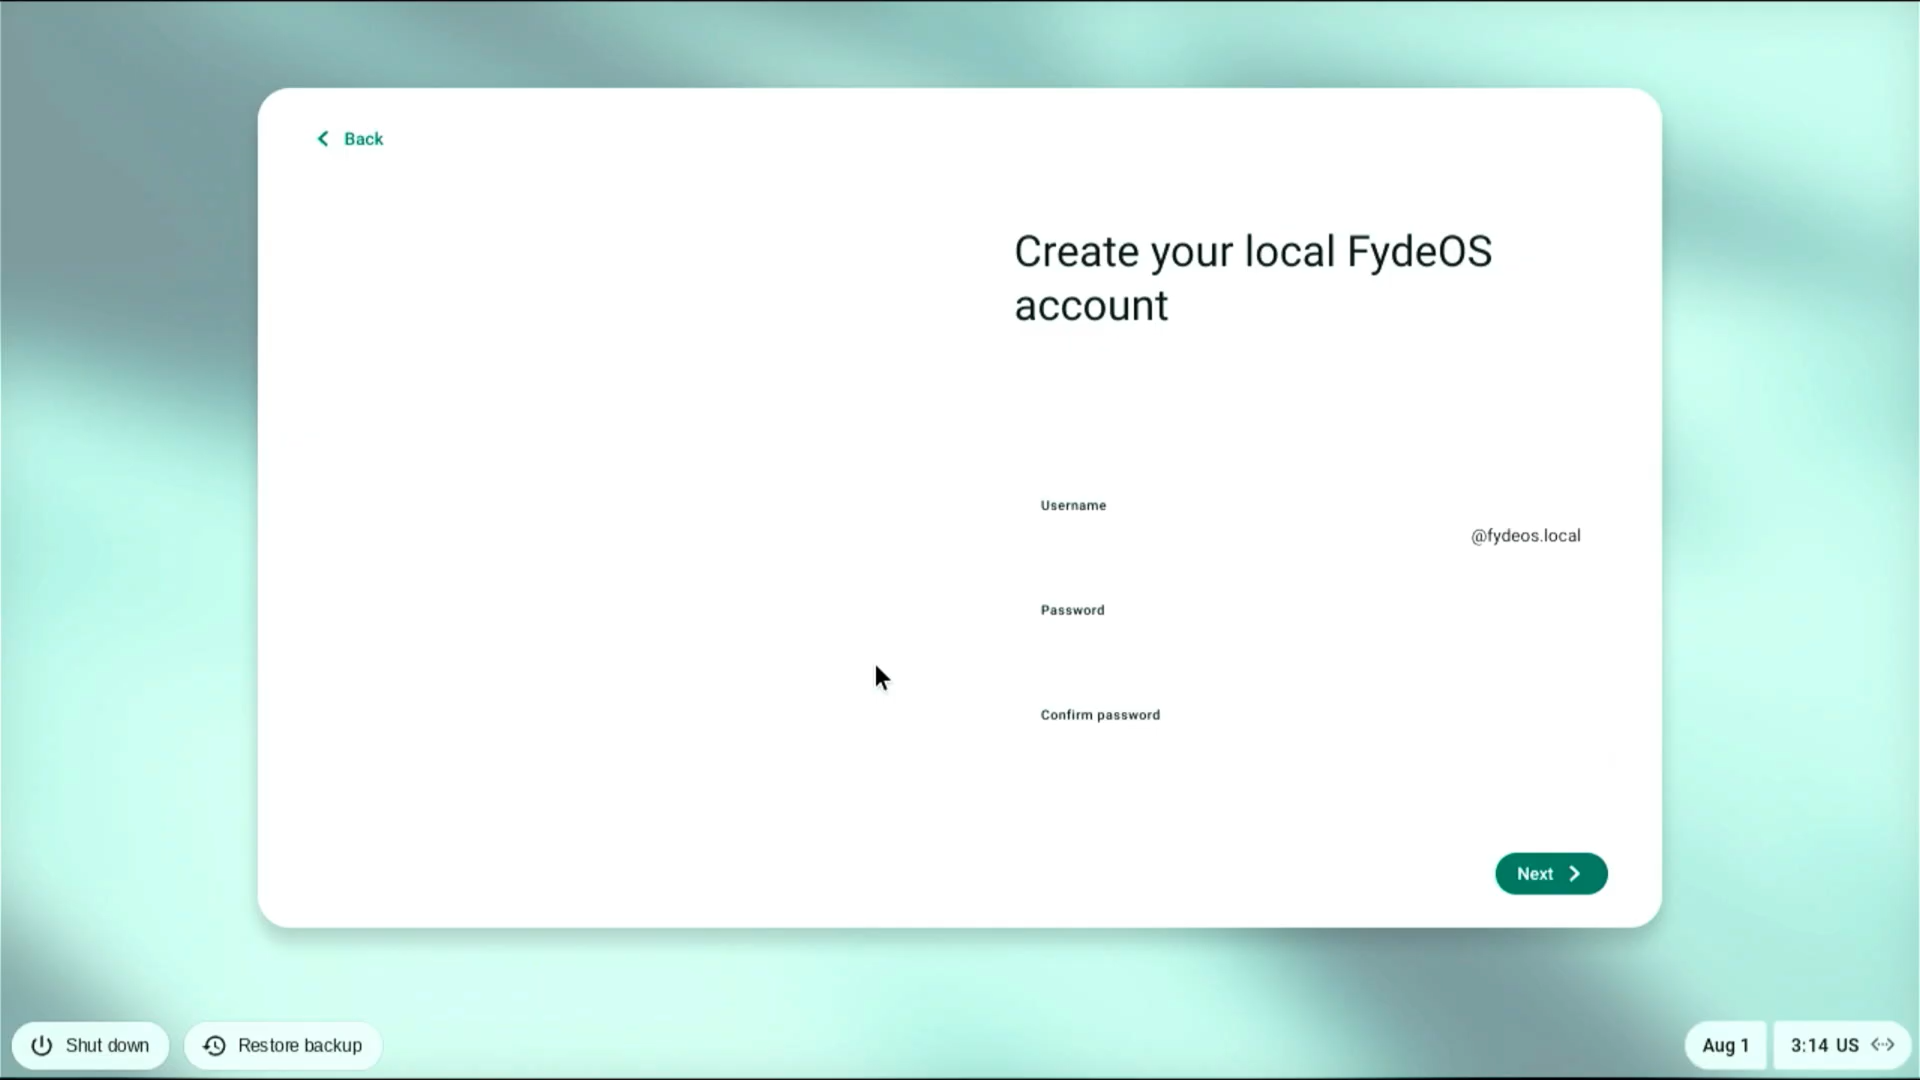 Back
Create your local FydeOS
account
Username
@fydeos.local
Password
Confirm password
Next
Shut down
Restore backup
Aug 1
3:14 US